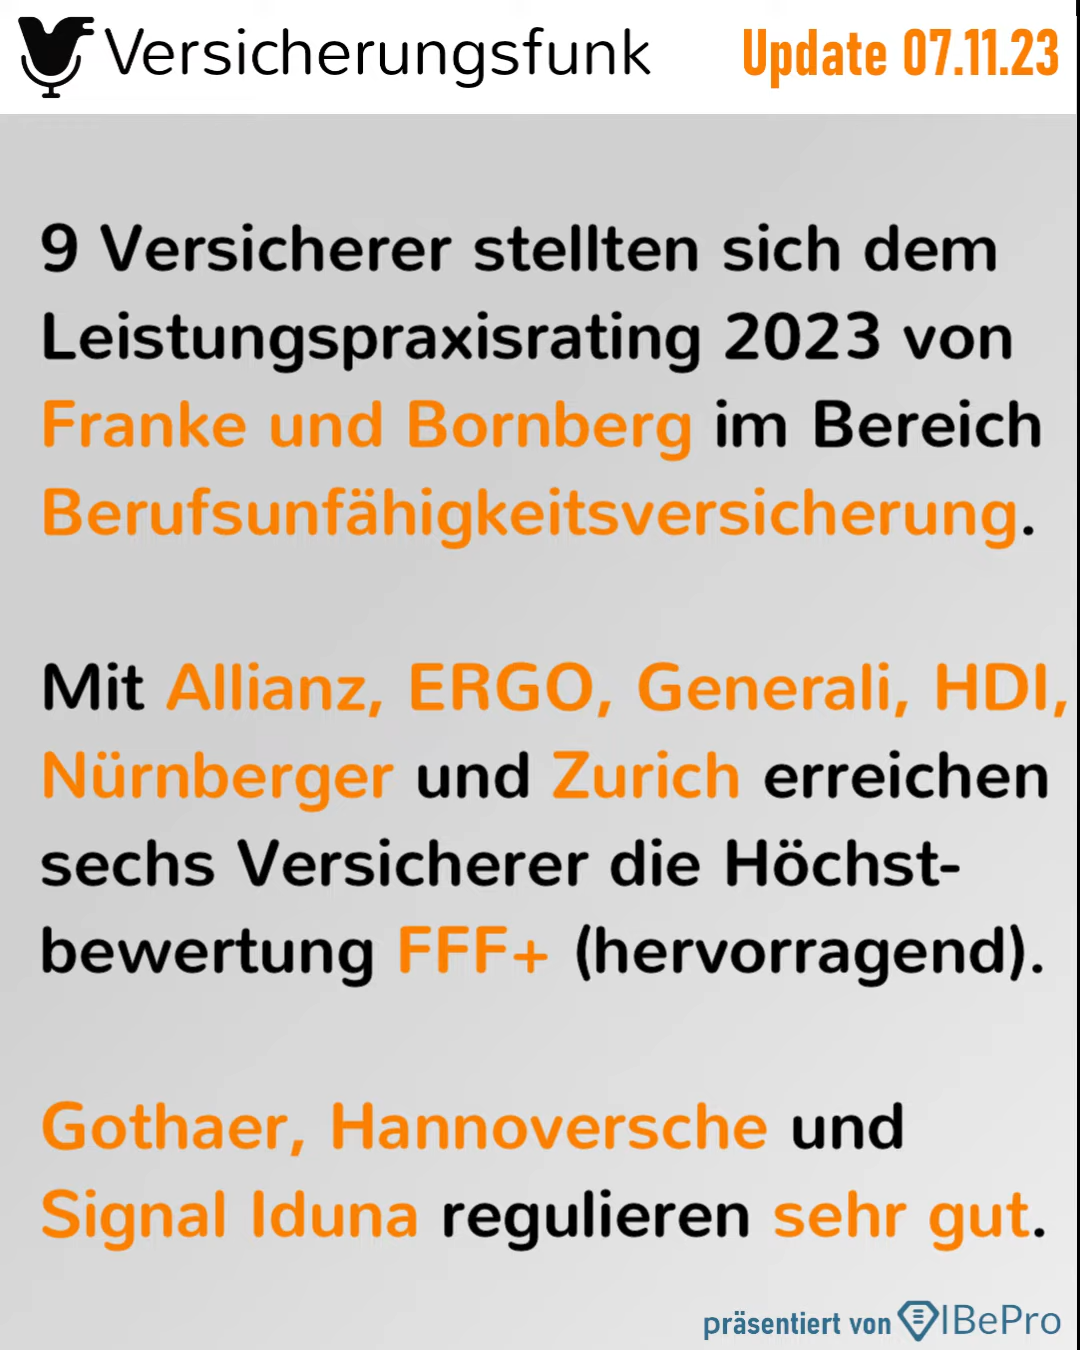 Versicherungsfunk
Update 07.11.23
9 Versicherer stellten sich dem
Leistungspraxisrating 2023 von
Franke und Bornberg im Bereich
Berufsunfähigkeitsversicherung.
Mit Allianz, ERGO, Generali, HDI,
Nürnberger und Zurich erreichen
sechs Versicherer die Höchst-
bewertung FFF+ (hervorragend).
Gothaer, Hannoversche und
Signal Iduna regulieren sehr gut.
präsentiert von IBePro